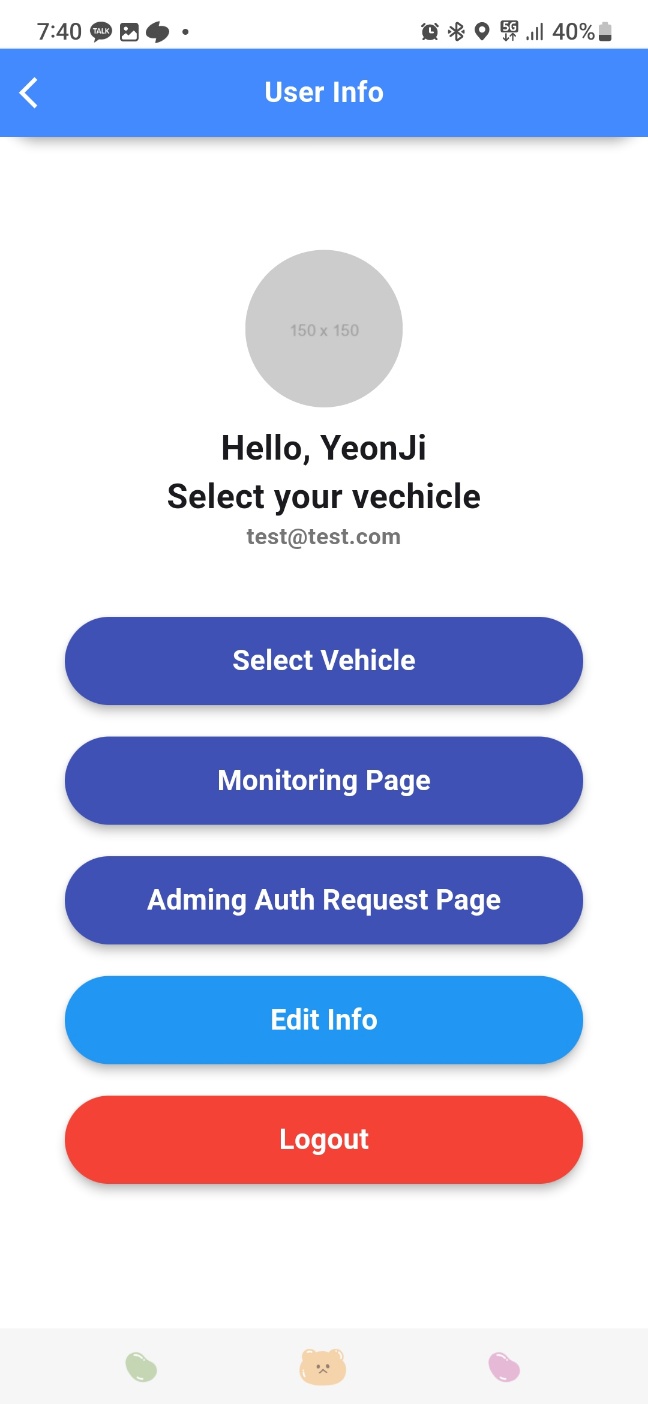 7:40 TALK 5G 40%
User Info
150 x 150
Hello, YeonJi
Select your vechicle
test@test.com
Select Vehicle
Monitoring Page
Adming Auth Request Page
Edit Info
Logout